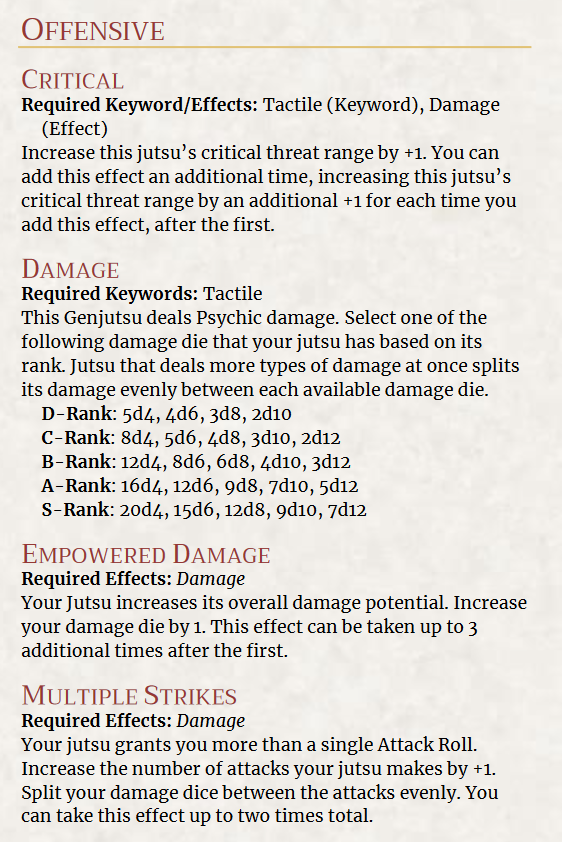 OFFENSIVE
CRITICAL
Required Keyword/Effects: Tactile (Keyword), Damage
(Effect)
Increase this jutsu’s critical threat range by +1. You can
add this effect an additional time, increasing this jutsu’s
critical threat range by an additional +1 for each time you
add this effect, after the first.
DAMAGE
Required Keywords: Tactile
This Genjutsu deals Psychic damage. Select one of the
following damage die that your jutsu has based on its
rank. Jutsu that deals more types of damage at once splits
its damage evenly between each available damage die.
D-Rank: 5d4, 4d6, 3d8, 2d10
C-Rank: 8d4, 5d6, 4d8, 3d10, 2d12
B-Rank: 12d4, 8d6, 6d8, 4d10, 3d12
A-Rank: 16d4, 12d6, 9d8, 7d10, 5d12
S-Rank: 20d4, 15d6, 12d8, 9d10, 7d12
EMPOWERED DAMAGE
Required Effects: Damage
Your Jutsu increases its overall damage potential. Increase
your damage die by 1. This effect can be taken up to 3
additional times after the first.
MULTIPLE STRIKES
Required Effects: Damage
Your jutsu grants you more than a single Attack Roll.
Increase the number of attacks your jutsu makes by +1.
Split your damage dice between the attacks evenly. You
can take this effect up to two times total.